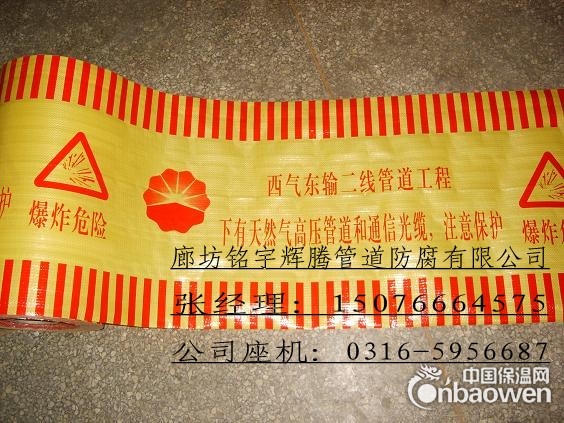 西气东输二线管道工程
护
爆炸危险
下有天然气高压管道和通信光缆，注意保护
爆炸危
廊坊铭宇辉腾管道防腐有限公司
张经理：15076664575
公司座机：0316-5956687
中国保温网
cnbaowen